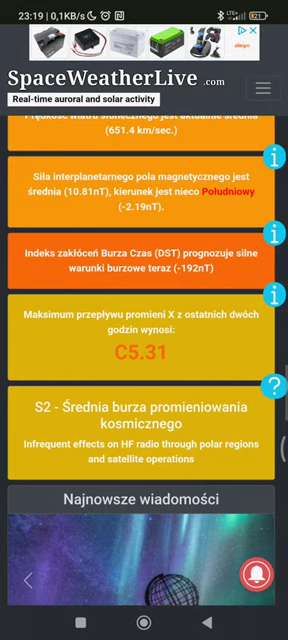 23:19 | 0,1KB/s
LTE+
21
allegro
SpaceWeatherLive.com
Real-time auroral and solar activity
Prędkość wiatru słonecznego jest aktualnie średnia
(651.4 km/sec.)
Siła interplanetarnego pola magnetycznego jest
średnia (10.81nT), kierunek jest nieco Południowy
(-2.19nT).
Indeks zakłóceń Burza Czas (DST) prognozuje silne
warunki burzowe teraz (-192nT)
Maksimum przepływu promieni X z ostatnich dwóch
godzin wynosi:
C5.31
S2 - Średnia burza promieniowania
kosmicznego
Infrequent effects on HF radio through polar regions
and satellite operations
Najnowsze wiadomości